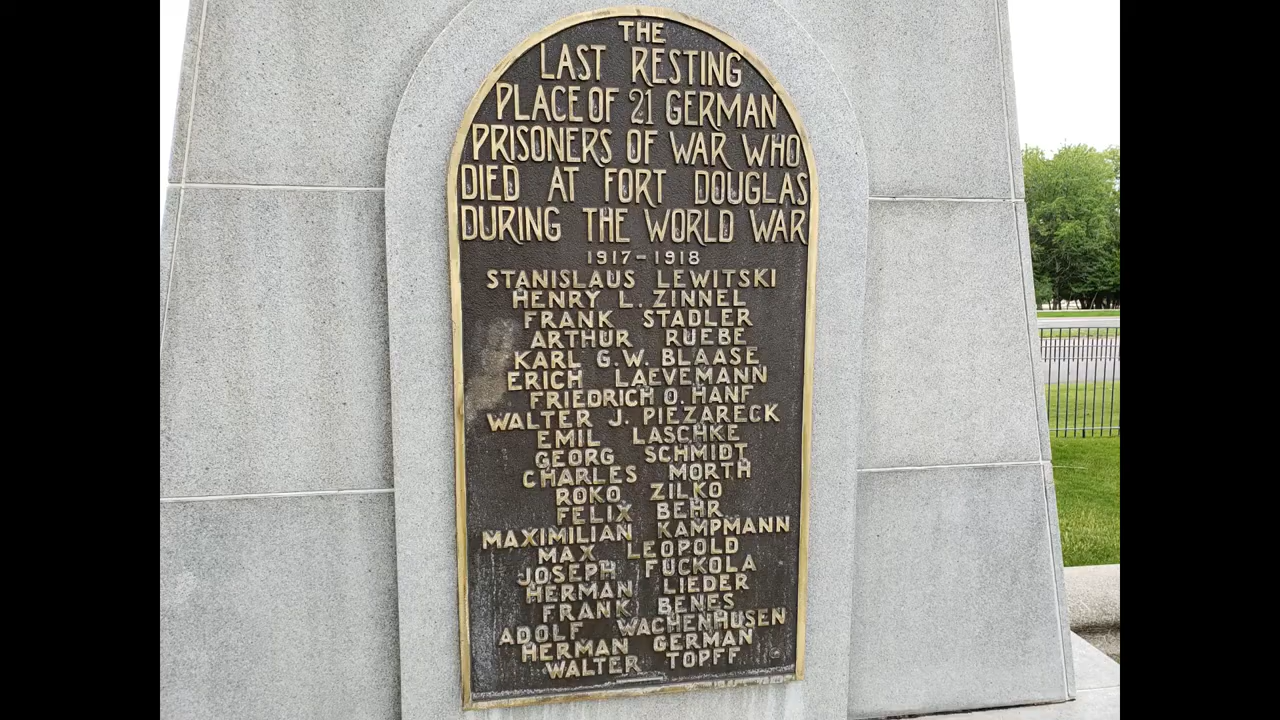 THE
LAST RESTING
PLACE OF 21 GERMAN
PRISONERS OF WAR WHO
DIED AT FORT DOUGLAS
DURING THE WORLD WAR
1917-1918
STANISLAUS LEWITSKI
HENRY L. ZINNEL
FRANK STADLER
ARTHUR RUEBE
KARL G.W. BLAASE
ERICH LAEVEMANN
FRIEDRICH O. HANF
WALTER J. PIEZARECK
EMIL LASCHKE
GEORG SCHMIDT
CHARLES MORTH
ROKO ZILKO
FELIX BEHR
MAXIMILIAN KAMPMANN
MAX LEOPOLD
JOSEPH FUCKOLA
HERMAN LIEDER
FRANK BENES
ADOLF WACHENHUSEN
HERMAN GERMAN
WALTER TOPFF